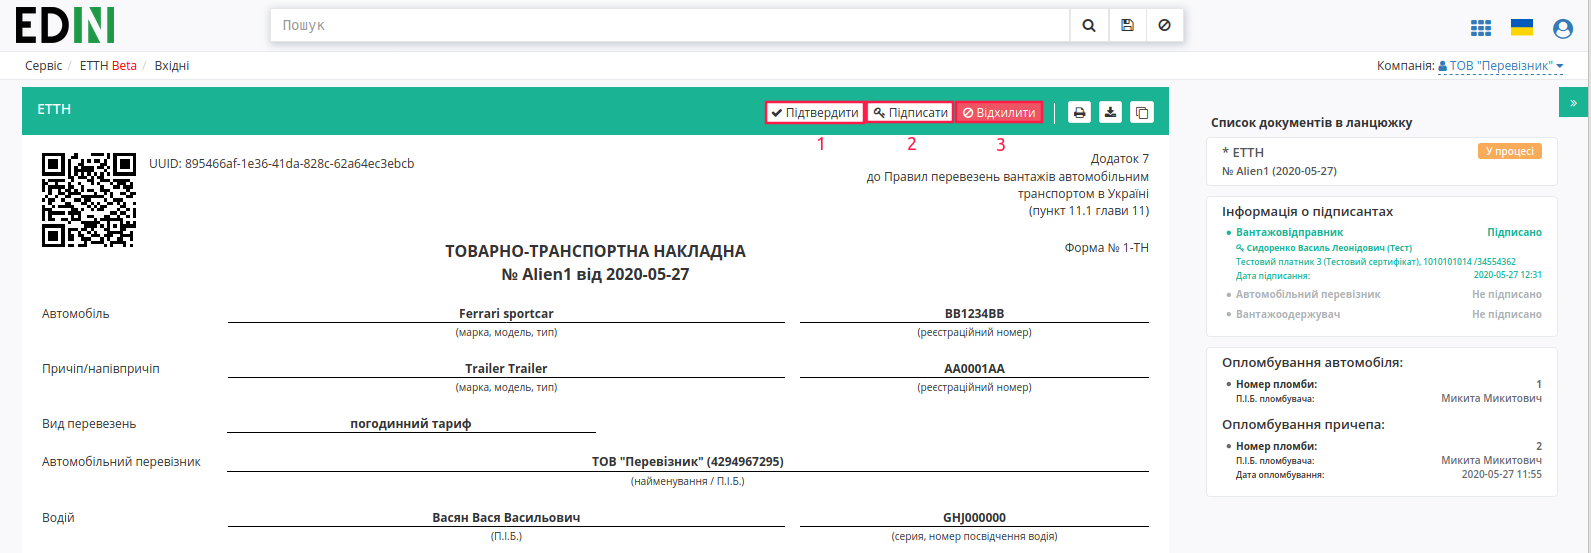 EDIN
Пошук
Сервіс / ЕТТН Beta / Вхідні
Компанія: ТОВ "Перевізник"
ЕТТН
Підтвердити
Підписати
Відхилити
1
2
3
UUID: 895466af-1e36-41da-828c-62a64ec3ebcb
Додаток 7
до Правил перевезень вантажів автомобільним
транспортом в Україні
(пункт 11.1 глави 11)
Форма № 1-ТН
ТОВАРНО-ТРАНСПОРТНА НАКЛАДНА
№ Alien1 від 2020-05-27
Автомобіль
Ferrari sportcar
BB1234BB
(марка, модель, тип)
(реєстраційний номер)
Причіп/напівпричіп
Trailer Trailer
AA0001AA
(марка, модель, тип)
(реєстраційний номер)
Вид перевезень
погодинний тариф
Автомобільний перевізник
ТОВ "Перевізник" (4294967295)
(найменування / П.І.Б.)
Водій
Васян Вася Васильович
GHJ000000
(П.І.Б.)
(серия, номер посвідчення водія)
»
Список документів в ланцюжку
* ЕТТН
У процесі
№ Alien1 (2020-05-27)
Інформація о підписантах
Вантажовідправник
Підписано
Сидоренко Василь Леонідович (Тест)
Тестовий платник 3 (Тестовий сертифікат), 1010101014 /34554362
Дата підписання:
2020-05-27 12:31
Автомобільний перевізник
Не підписано
Вантажоодержувач
Не підписано
Опломбування автомобіля:
Номер пломби:
1
П.І.Б. пломбувача:
Микита Микитович
Опломбування причепа:
Номер пломби:
2
П.І.Б. пломбувача:
Микита Микитович
Дата опломбування:
2020-05-27 11:55